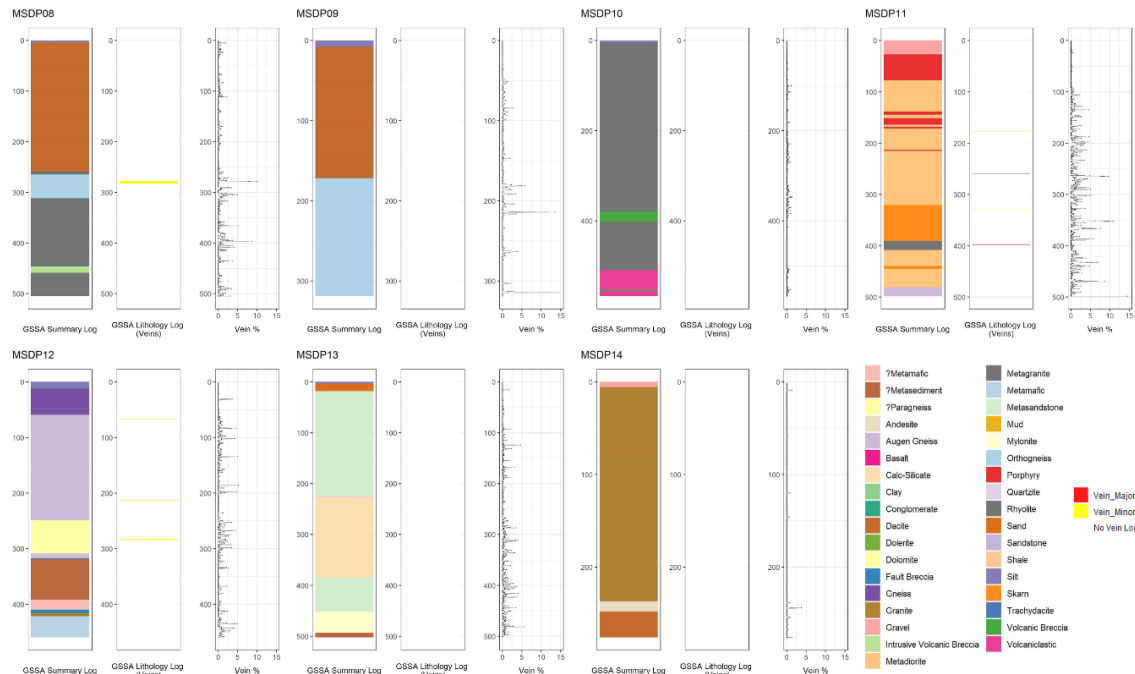 MSDP08
MSDP09
MSDP10
MSDP11
0
100
200
300
400
500
0
100
200
300
400
500
0
100
200
300
400
500
0
100
200
300
0
100
200
300
0
100
200
300
0
200
400
0
200
400
0
200
400
0
100
200
300
400
500
0
100
200
300
400
500
0
100
200
300
400
500
0 5 10 15
0 5 10 15
0 5 10 15
0 5 10 15
GSSA Summary Log GSSA Lithology Log (Veins) Vein %
GSSA Summary Log GSSA Lithology Log (Veins) Vein %
GSSA Summary Log GSSA Lithology Log (Veins) Vein %
GSSA Summary Log GSSA Lithology Log (Veins) Vein %
MSDP12
MSDP13
MSDP14
0
100
200
300
400
0
100
200
300
400
0
100
200
300
400
0
100
200
300
400
500
0
100
200
300
400
500
0
100
200
300
400
500
0
100
200
0
100
200
0
100
200
0 5 10 15
0 5 10 15
0 5 10 15
GSSA Summary Log GSSA Lithology Log (Veins) Vein %
GSSA Summary Log GSSA Lithology Log (Veins) Vein %
GSSA Summary Log GSSA Lithology Log (Veins) Vein %
?Metamafic
?Metasediment
?Paragneiss
Andesite
Augen Gneiss
Basalt
Calc-Silicate
Clay
Conglomerate
Dacite
Dolerite
Dolomite
Fault Breccia
Gneiss
Granite
Gravel
Intrusive Volcanic Breccia
Metadiorite
Metagranite
Metamafic
Metasandstone
Mud
Mylonite
Orthogneiss
Porphyry
Quartzite
Rhyolite
Sand
Sandstone
Shale
Silt
Skarn
Trachydacite
Volcanic Breccia
Volcaniclastic
Vein_Major
Vein_Minor
No Vein Log